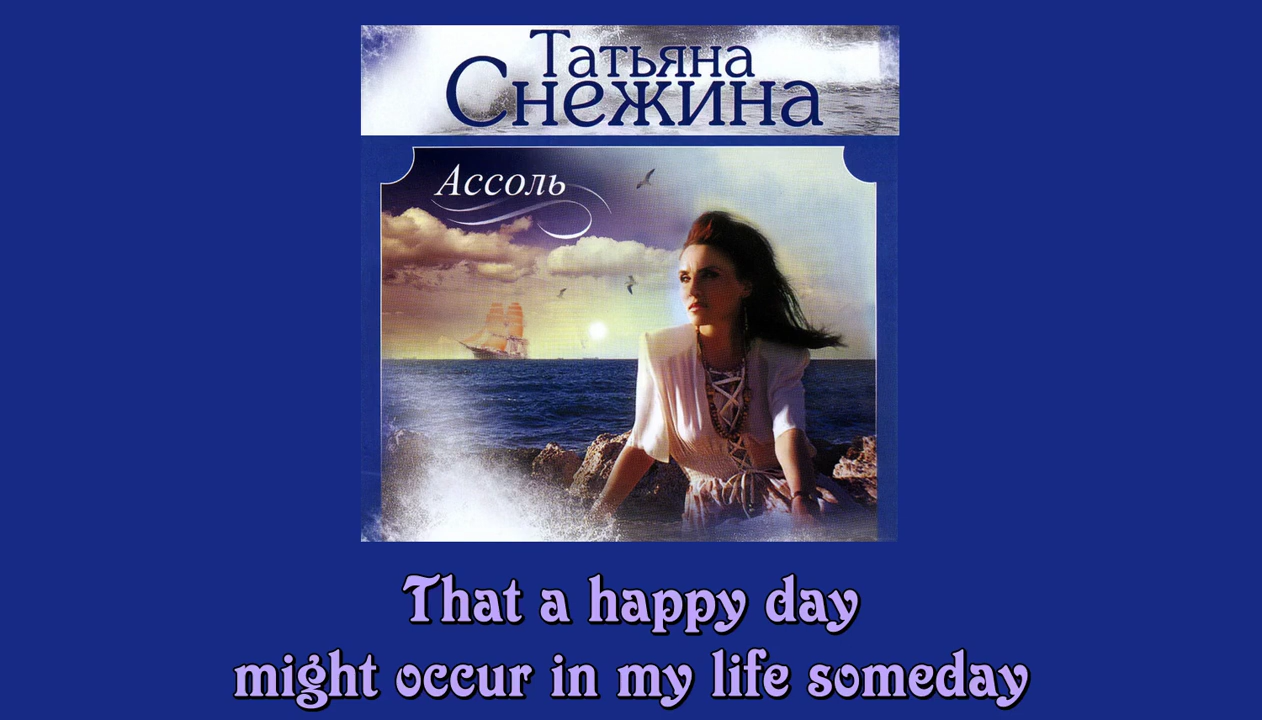 Татьяна
Снежина
Ассоль
That a happy day
might occur in my life someday